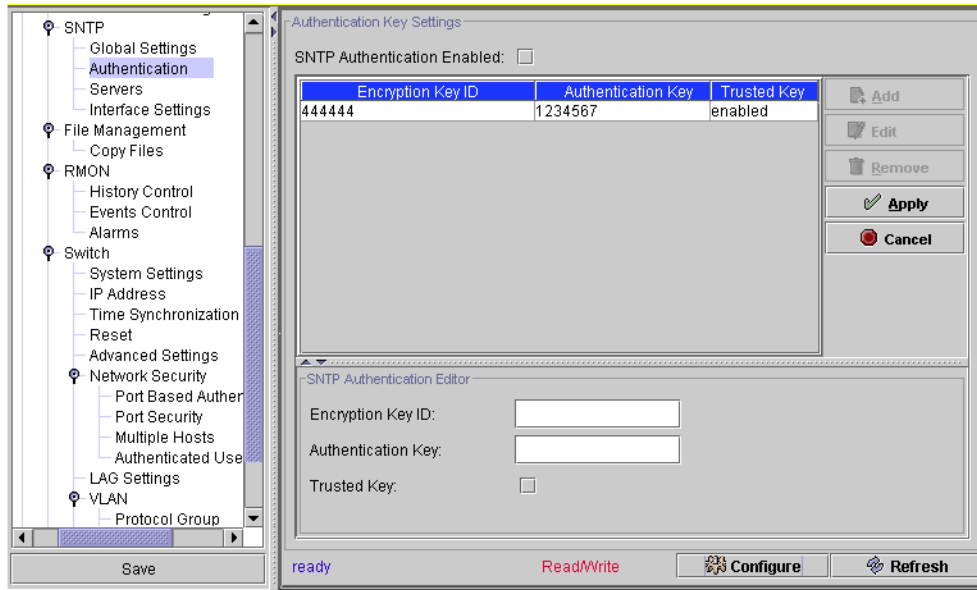 SNTP
Global Settings
Authentication
Servers
Interface Settings
File Management
Copy Files
RMON
History Control
Events Control
Alarms
Switch
System Settings
IP Address
Time Synchronization
Reset
Advanced Settings
Network Security
Port Based Auther
Port Security
Multiple Hosts
Authenticated Use
LAG Settings
VLAN
Protocol Group
Save
Authentication Key Settings
SNTP Authentication Enabled:
Encryption Key ID Authentication Key Trusted Key
444444 1234567 enabled
Add
Edit
Remove
Apply
Cancel
SNTP Authentication Editor
Encryption Key ID:
Authentication Key:
Trusted Key:
ready Read/Write Configure Refresh